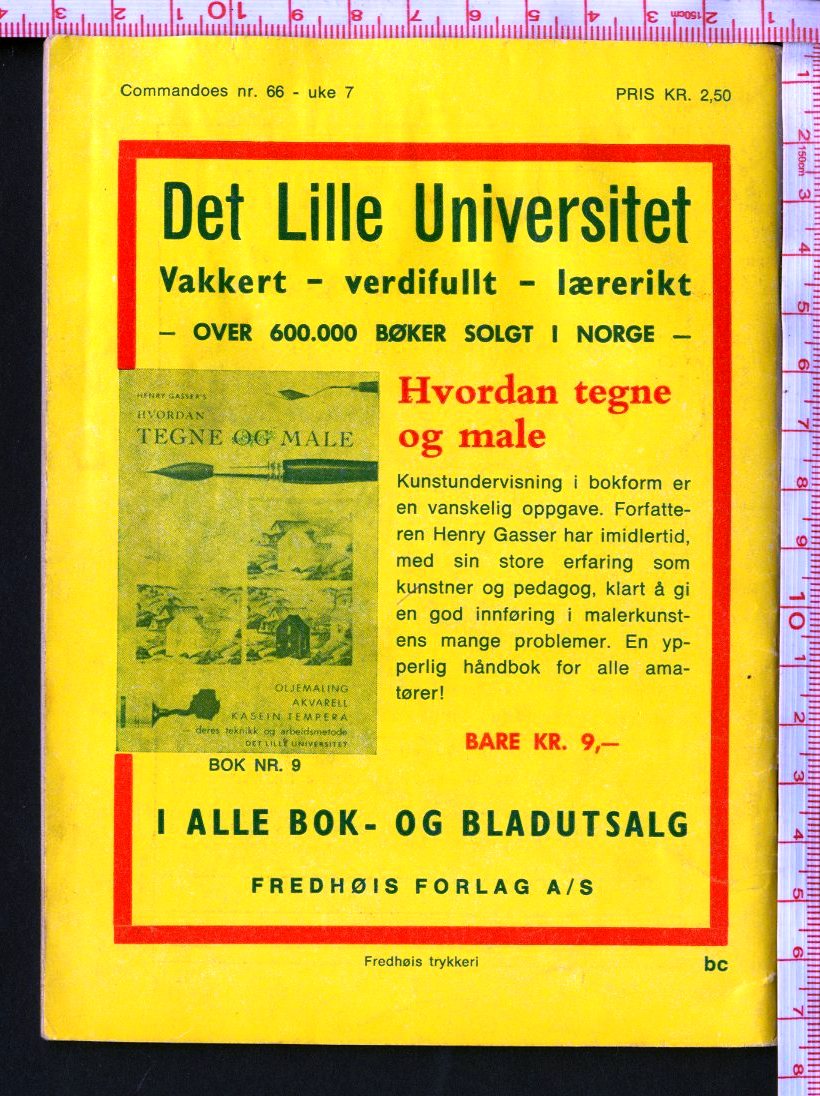 Commandoes nr. 66 - uke 7
PRIS KR. 2,50
Det Lille Universitet
Vakkert - verdifullt - lærerikt
— OVER 600.000 BØKER SOLGT I NORGE —
HENRY GASSER'S
HVORDAN
TEGNE OG MALE
OLJEMALING
AKVARELL
KASEIN TEMPERA
— deres teknikk og arbeidsmetode
DET LILLE UNIVERSITET
BOK NR. 9
Hvordan tegne
og male
Kunstundervisning i bokform er
en vanskelig oppgave. Forfatte-
ren Henry Gasser har imidlertid,
med sin store erfaring som
kunstner og pedagog, klart å gi
en god innføring i malerkunst-
ens mange problemer. En yp-
perlig håndbok for alle ama-
tører!
BARE KR. 9,—
I ALLE BOK- OG BLADUTSALG
FREDHØIS FORLAG A/S
Fredhøis trykkeri
bc